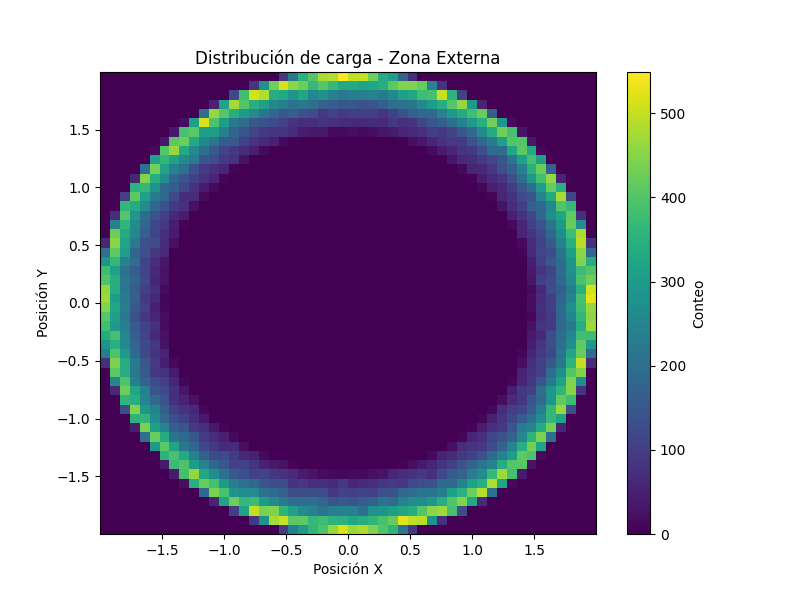 Distribución de carga - Zona Externa
1.5
1.0
0.5
0.0
−0.5
−1.0
−1.5
Posición Y
−1.5 −1.0 −0.5 0.0 0.5 1.0 1.5
Posición X
500
400
300
200
100
0
Conteo